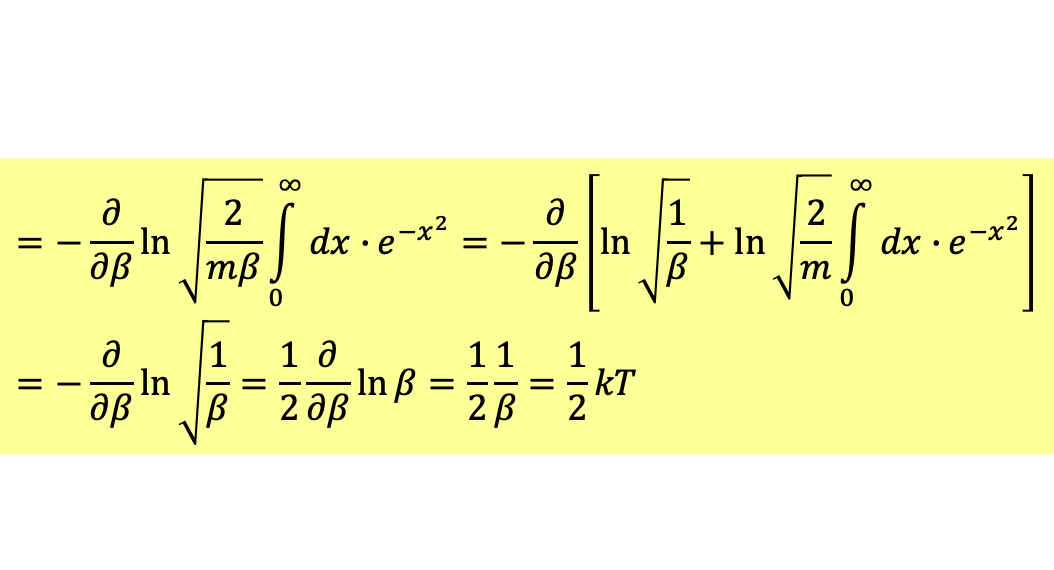 = −∂/∂β ln √(2/mβ) ∫₀^∞ dx · e^(−x²) = −∂/∂β [ln √(1/β) + ln √(2/m) ∫₀^∞ dx · e^(−x²)]
= −∂/∂β ln √(1/β) = 1/2 ∂/∂β ln β = 1/2 1/β = 1/2 kT